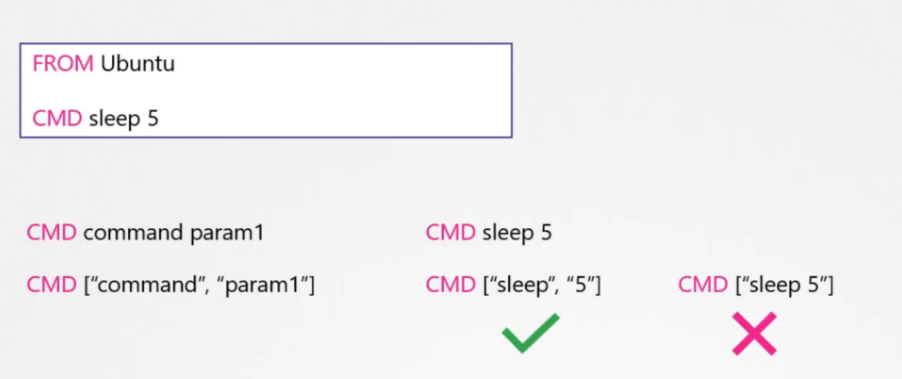 FROM Ubuntu
CMD sleep 5
CMD command param1
CMD sleep 5
CMD [“command”, “param1”]
CMD [“sleep”, “5”]
CMD [“sleep 5”]